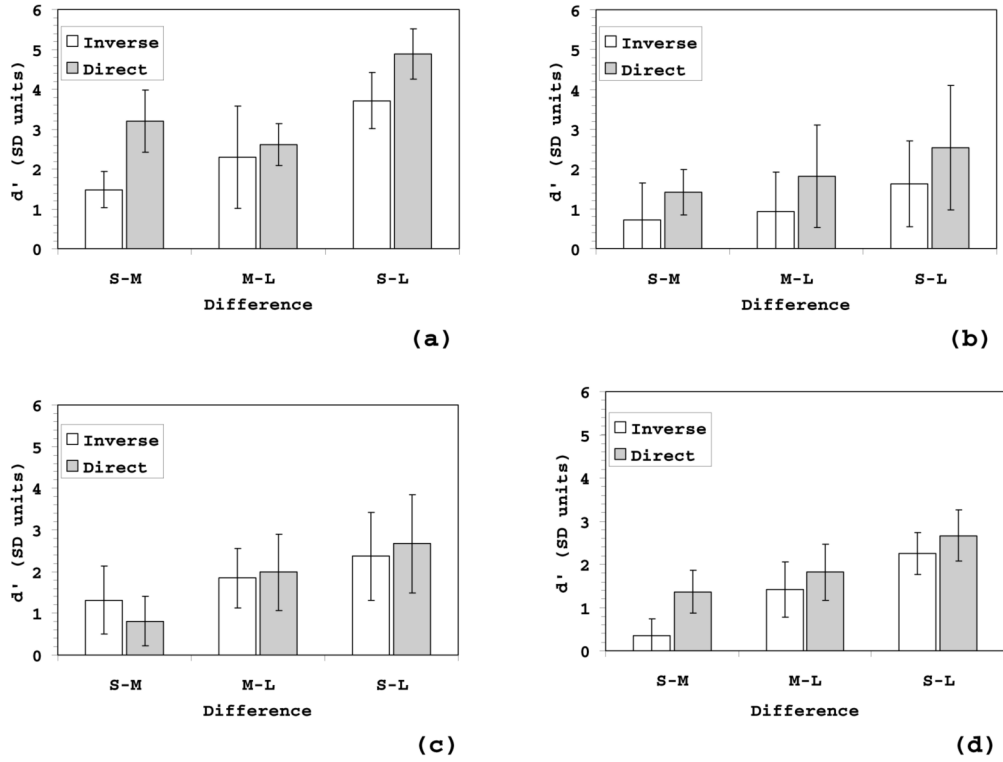 6
5
4
3
2
1
0
d' (SD units)
Inverse
Direct
S-M M-L S-L
Difference
(a)
6
5
4
3
2
1
0
d' (SD units)
Inverse
Direct
S-M M-L S-L
Difference
(b)
6
5
4
3
2
1
0
d' (SD units)
Inverse
Direct
S-M M-L S-L
Difference
(c)
6
5
4
3
2
1
0
d' (SD units)
Inverse
Direct
S-M M-L S-L
Difference
(d)